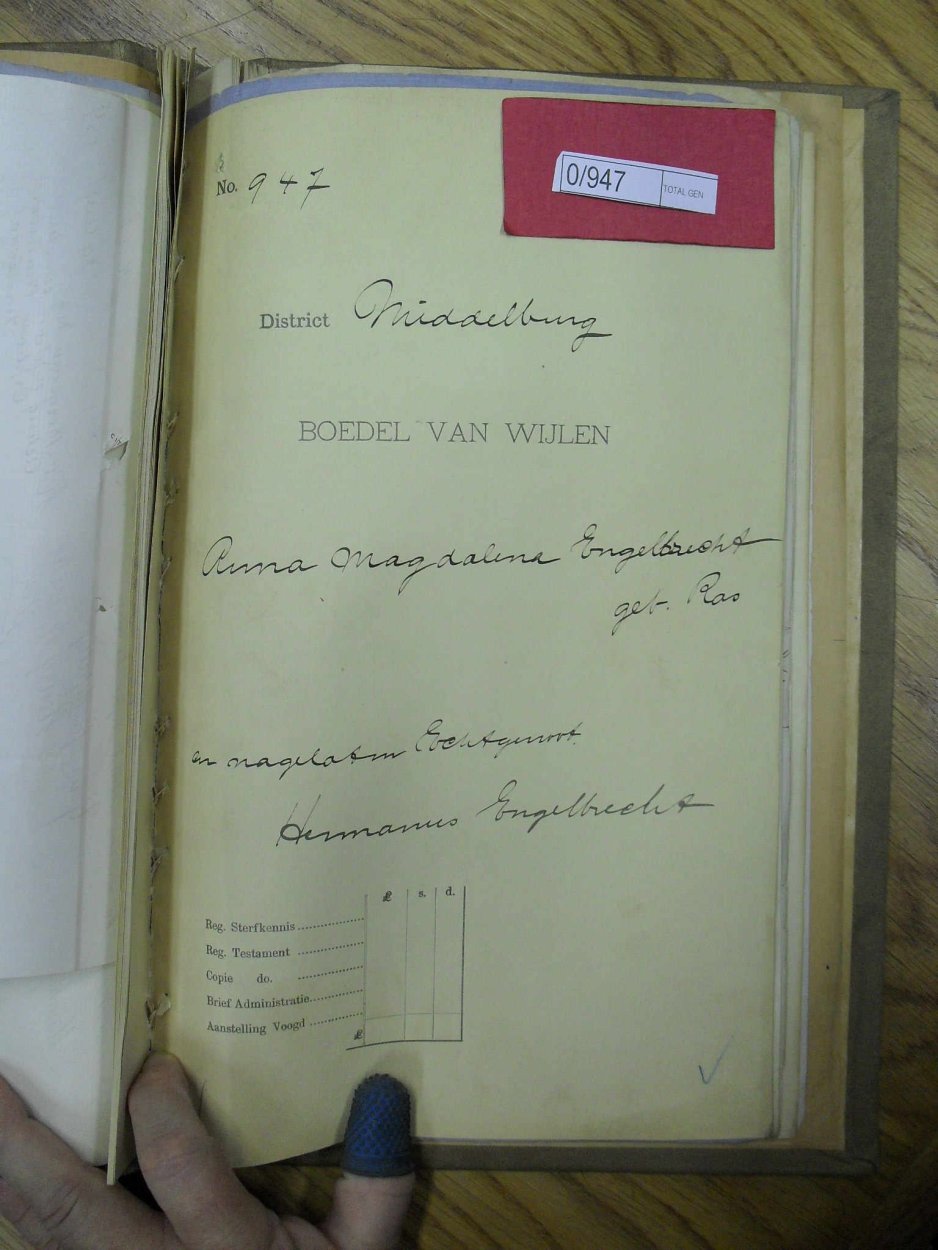 No. 947
0/947 TOTAL GEN
District Middelburg
BOEDEL VAN WIJLEN
Anna Magdalena Engelbrecht
geb. Ras
en nagelaten Echtgenoot.
Hermanus Engelbrecht
£ s. d.
Reg. Sterfkennis
Reg. Testament
Copie do.
Brief Administratie
Aanstelling Voogd
£